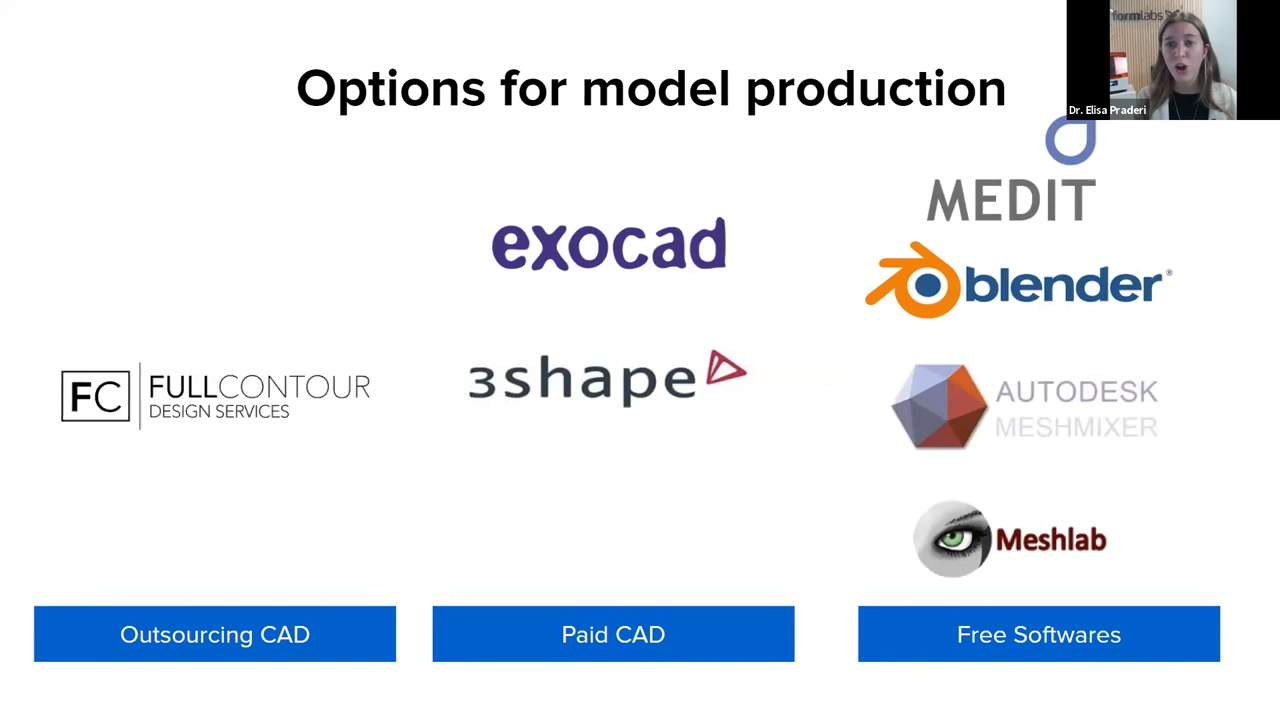 formlabs
Dr. Elisa Praderi
Options for model production
MEDIT
exocad
blender®
3shape
FC
FULLCONTOUR
DESIGN SERVICES
AUTODESK
MESHMIXER
Meshlab
Outsourcing CAD
Paid CAD
Free Softwares